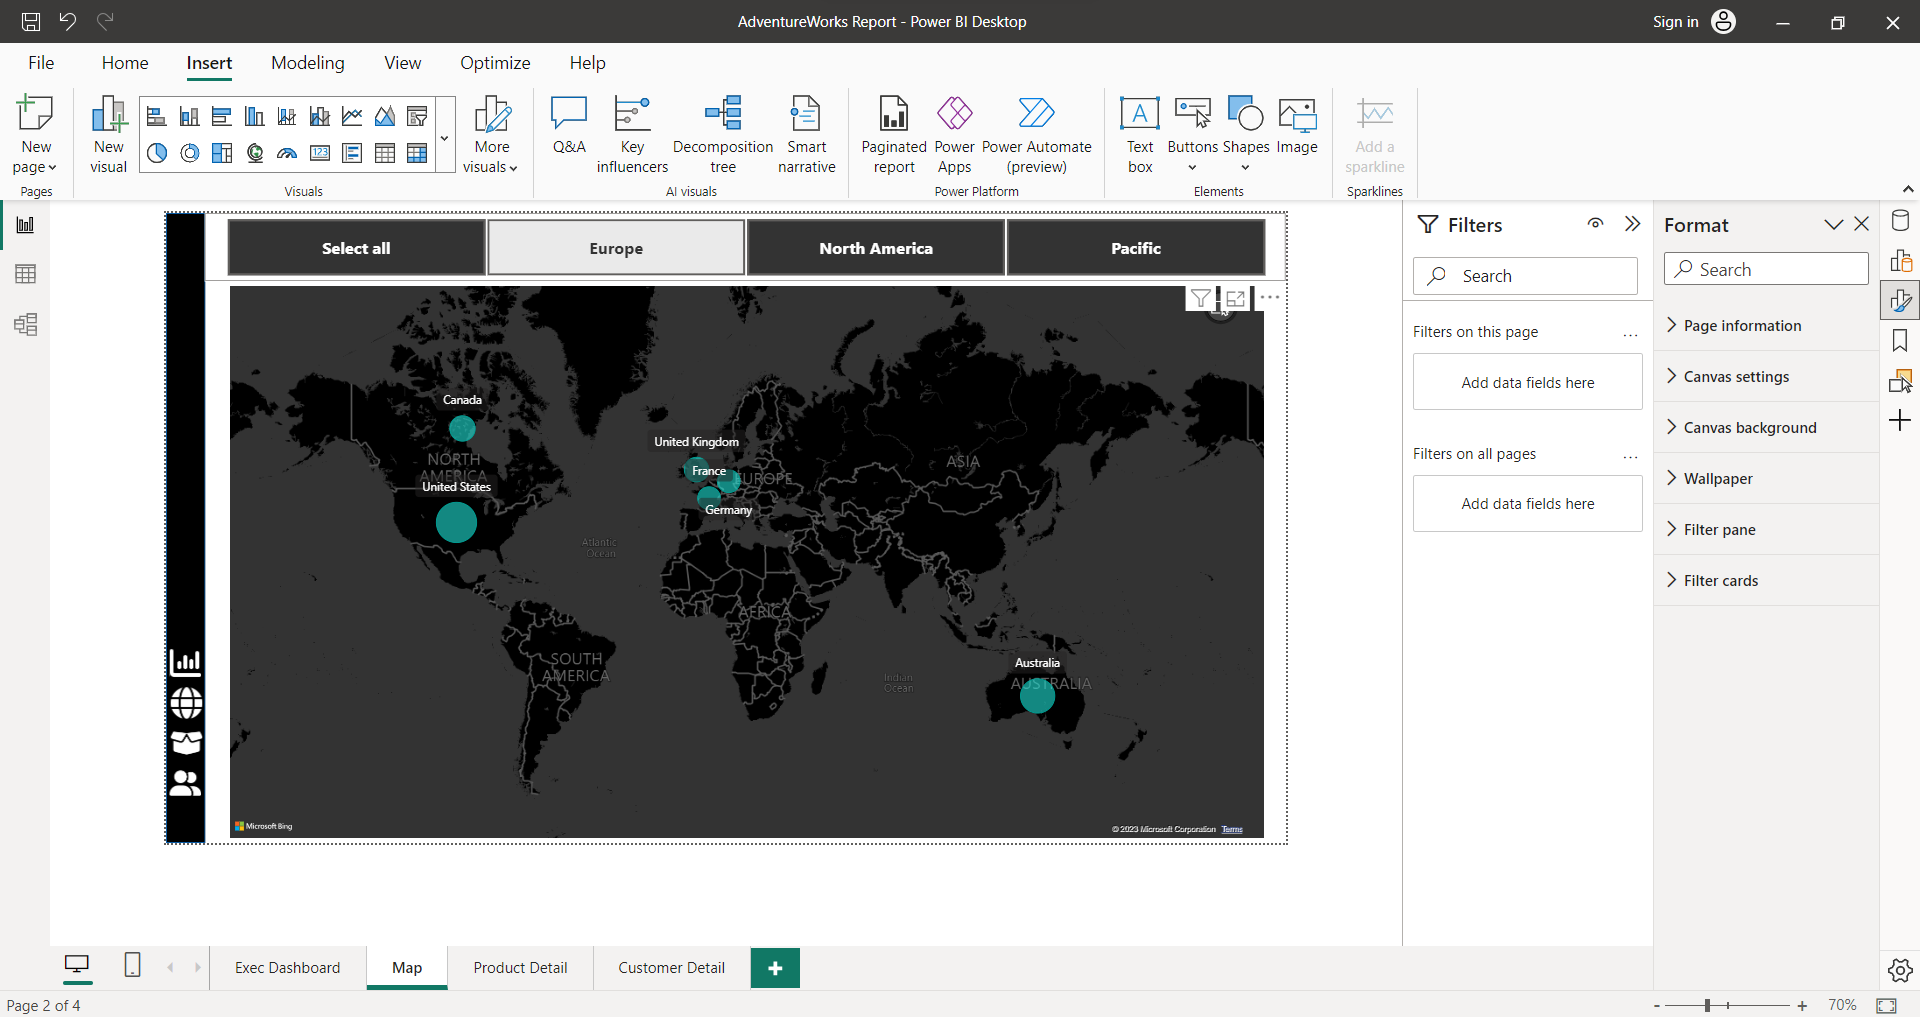 AdventureWorks Report - Power BI Desktop
Sign in
File Home Insert Modeling View Optimize Help
New page
New visual
123
More visuals
Q&A
Key influencers
Decomposition tree
Smart narrative
Paginated report
Power Apps
Power Automate (preview)
A
Text box
Buttons
Shapes
Image
Add a sparkline
Pages
Visuals
AI visuals
Power Platform
Elements
Sparklines
Select all
Europe
North America
Pacific
Canada
NORTH
AMERICA
United States
United Kingdom
France
EUROPE
Germany
ASIA
Atlantic
Ocean
AFRICA
SOUTH
AMERICA
Indian
Ocean
Australia
AUSTRALIA
Microsoft Bing
© 2023 Microsoft Corporation Terms
Filters
Search
Filters on this page
...
Add data fields here
Filters on all pages
...
Add data fields here
Format
Search
Page information
Canvas settings
Canvas background
Wallpaper
Filter pane
Filter cards
Exec Dashboard
Map
Product Detail
Customer Detail
+
Page 2 of 4
- + 70%